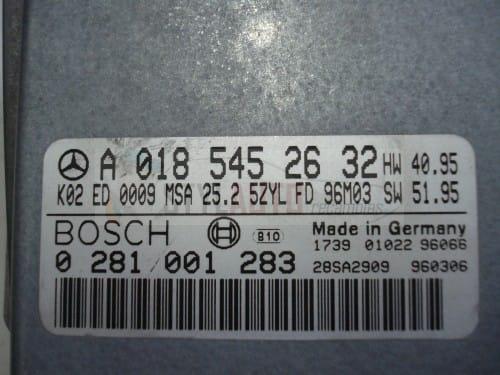 A 018 545 26 32 HW 40.95
K02 ED 0009 MSA 25.2 5ZYL FD 96M03 SW 51.95
BOSCH B10 Made in Germany
1739 01022 96066
0 281 001 283 28SA2909 960306